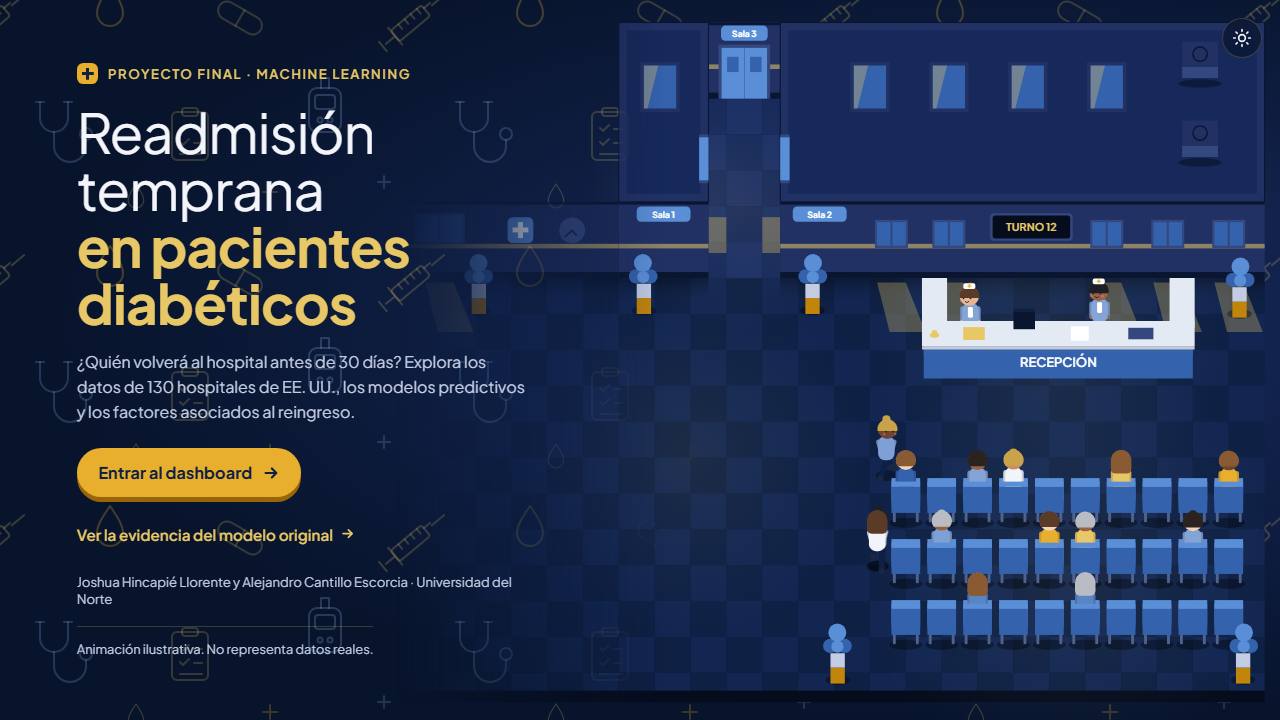 PROYECTO FINAL · MACHINE LEARNING
Readmisión
temprana
en pacientes
diabéticos
¿Quién volverá al hospital antes de 30 días? Explora los
datos de 130 hospitales de EE. UU., los modelos predictivos
y los factores asociados al reingreso.
Entrar al dashboard →
Ver la evidencia del modelo original →
Joshua Hincapié Llorente y Alejandro Cantillo Escorcia · Universidad del
Norte
Animación ilustrativa. No representa datos reales.
Sala 3
Sala 1
Sala 2
TURNO 12
RECEPCIÓN